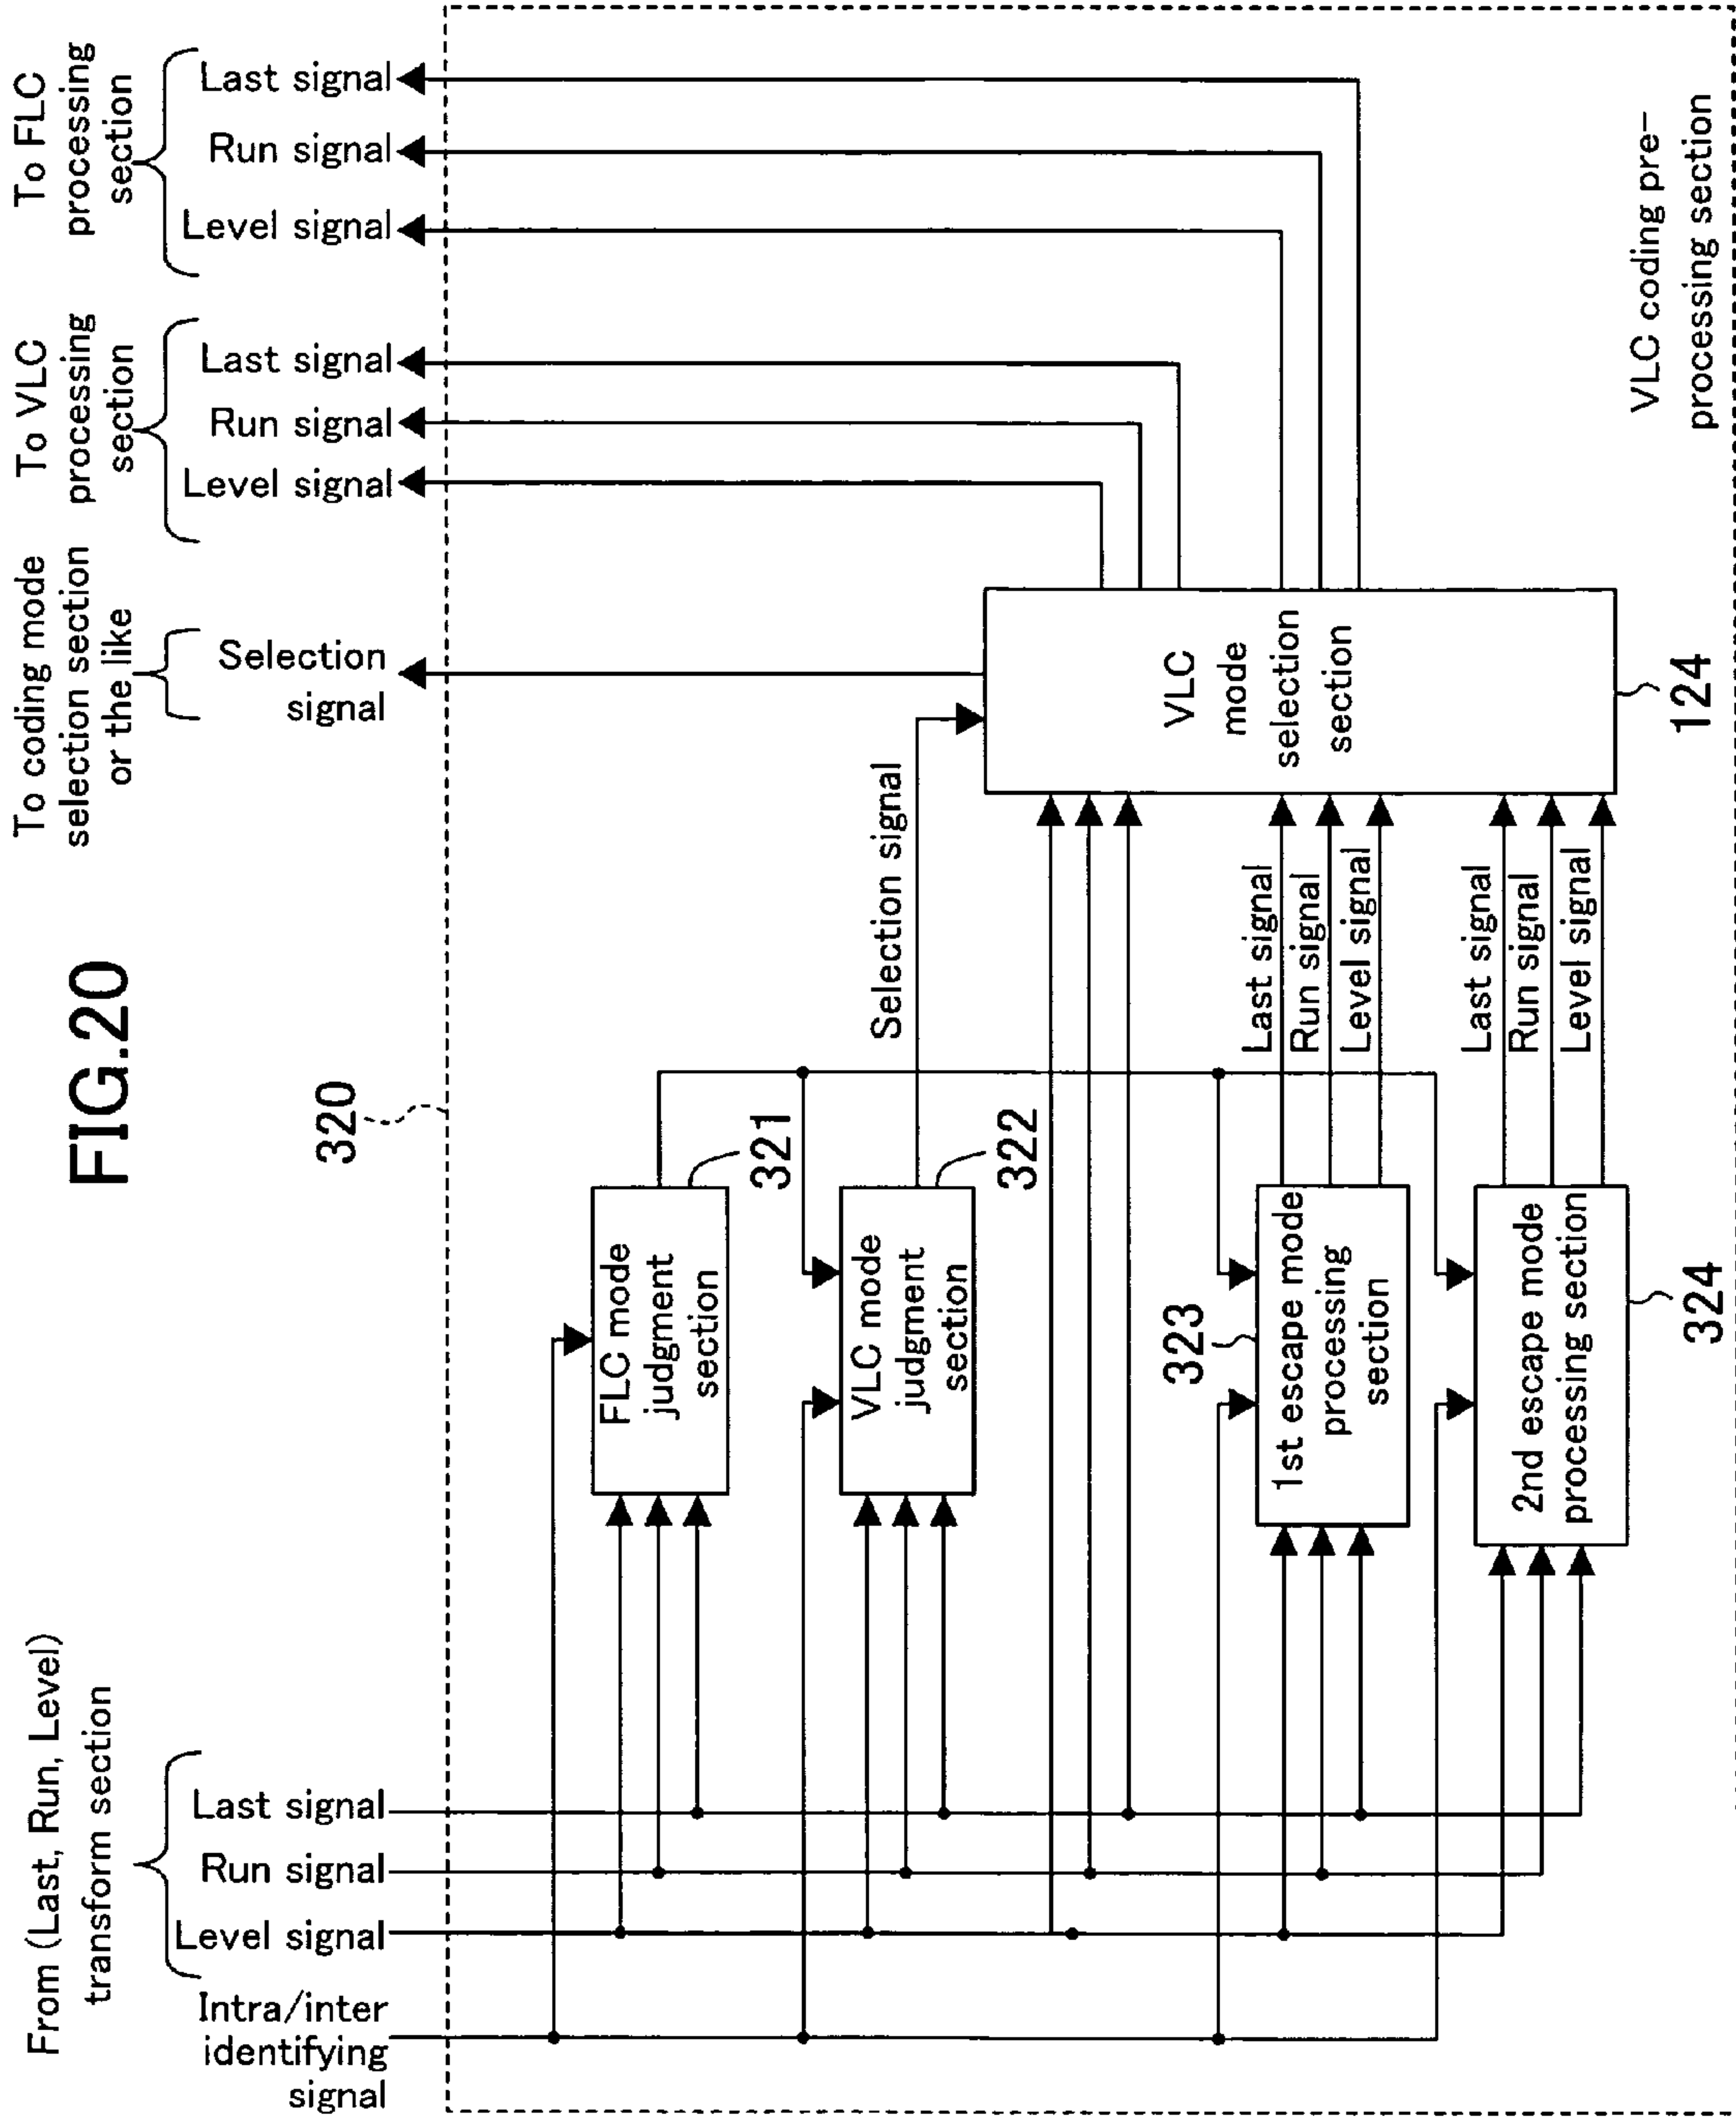 FIG.20
From (Last, Run, Level)
transform section
Last signal
Run signal
Level signal
Intra/inter
identifying
signal
320
To coding mode
selection section
or the like
Selection
signal
To VLC
processing
section
Last signal
Run signal
Level signal
To FLC
processing
section
Last signal
Run signal
Level signal
FLC mode
judgment
section
321
VLC mode
judgment
section
322
Selection signal
1st escape mode
processing
section
323
Last signal
Run signal
Level signal
2nd escape mode
processing section
324
Last signal
Run signal
Level signal
VLC
mode
selection
section
124
VLC coding pre-
processing section